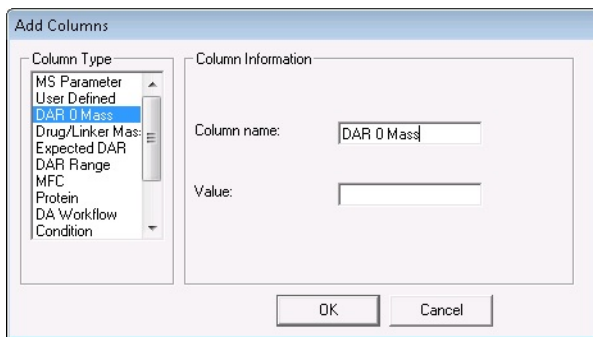 Add Columns
Column Type
MS Parameter
User Defined
DAR 0 Mass
Drug/Linker Mas
Expected DAR
DAR Range
MFC
Protein
DA Workflow
Condition
Column Information
Column name: DAR 0 Mass
Value:
OK Cancel